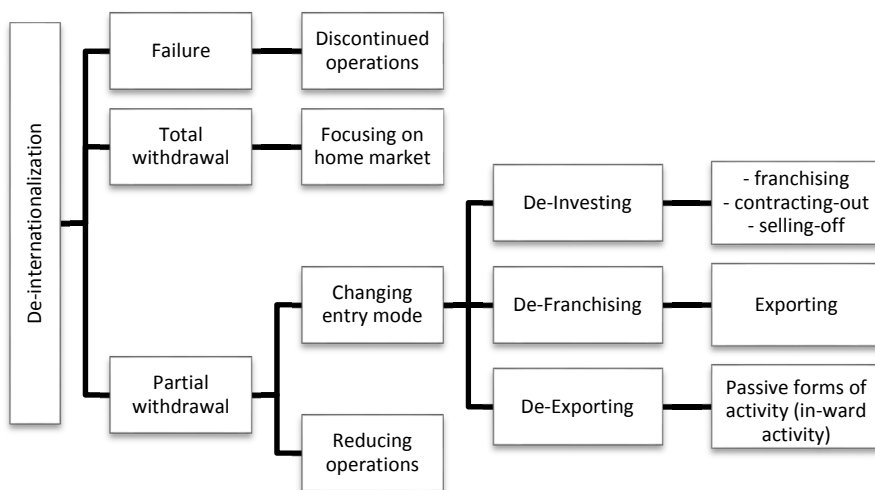 De-internationalization
Failure
Discontinued
operations
Total
withdrawal
Focusing on
home market
Partial
withdrawal
Changing
entry mode
Reducing
operations
De-Investing
- franchising
- contracting-out
- selling-off
De-Franchising
Exporting
De-Exporting
Passive forms of
activity (in-ward
activity)